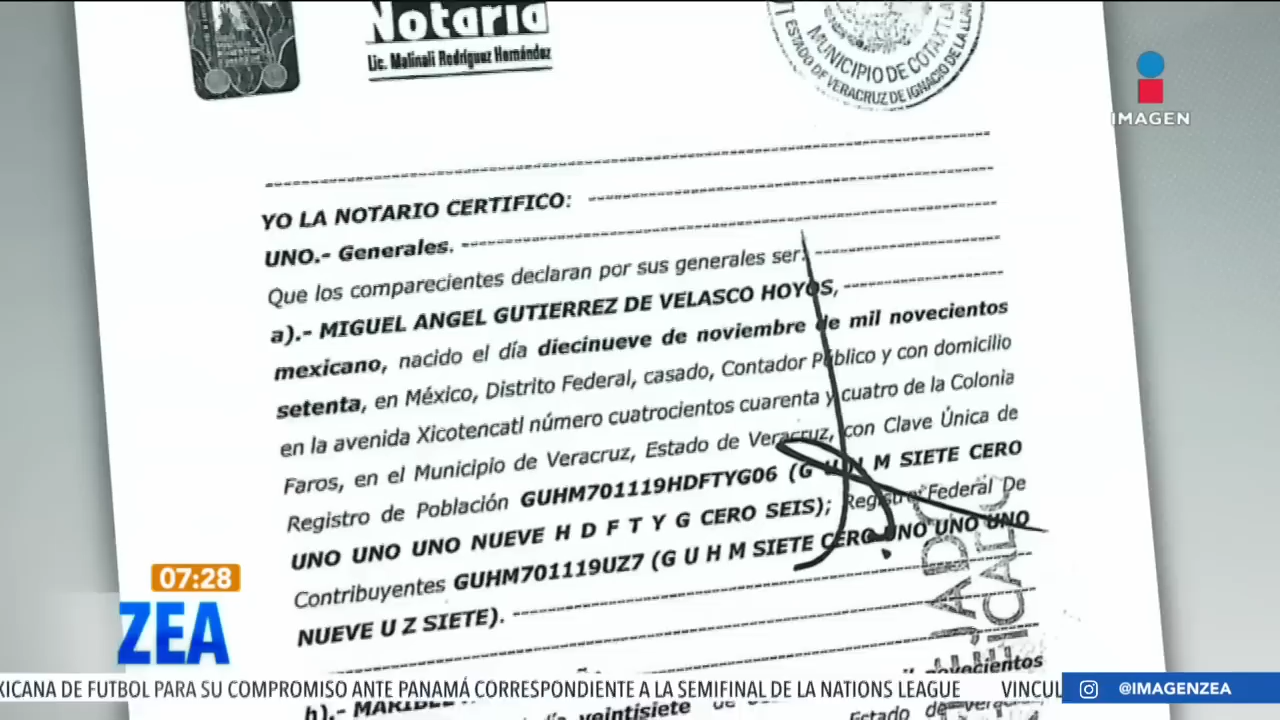 Notaría
Lic. Malinali Rodríguez Hernández
MUNICIPIO DE COTAXTLA
ESTADO DE VERACRUZ DE IGNACIO DE LA LLAVE
IMAGEN
YO LA NOTARIO CERTIFICO:
UNO.- Generales.
Que los comparecientes declaran por sus generales ser:
a).- MIGUEL ANGEL GUTIERREZ DE VELASCO HOYOS,
mexicano, nacido el día diecinueve de noviembre de mil novecientos
setenta, en México, Distrito Federal, casado, Contador Público y con domicilio
en la avenida Xicotencatl número cuatrocientos cuarenta y cuatro de la Colonia
Faros, en el Municipio de Veracruz, Estado de Veracruz, con Clave Única de
Registro de Población GUHM701119HDFTYG06 (G U H M SIETE CERO
UNO UNO UNO NUEVE H D F T Y G CERO SEIS); Registro Federal De
Contribuyentes GUHM701119UZ7 (G U H M SIETE CERO UNO UNO UNO
NUEVE U Z SIETE).
novecientos
veintisiete de
Estado de
07:28
ZEA
XICANA DE FUTBOL PARA SU COMPROMISO ANTE PANAMÁ CORRESPONDIENTE A LA SEMIFINAL DE LA NATIONS LEAGUE VINCUL
@IMAGENZEA